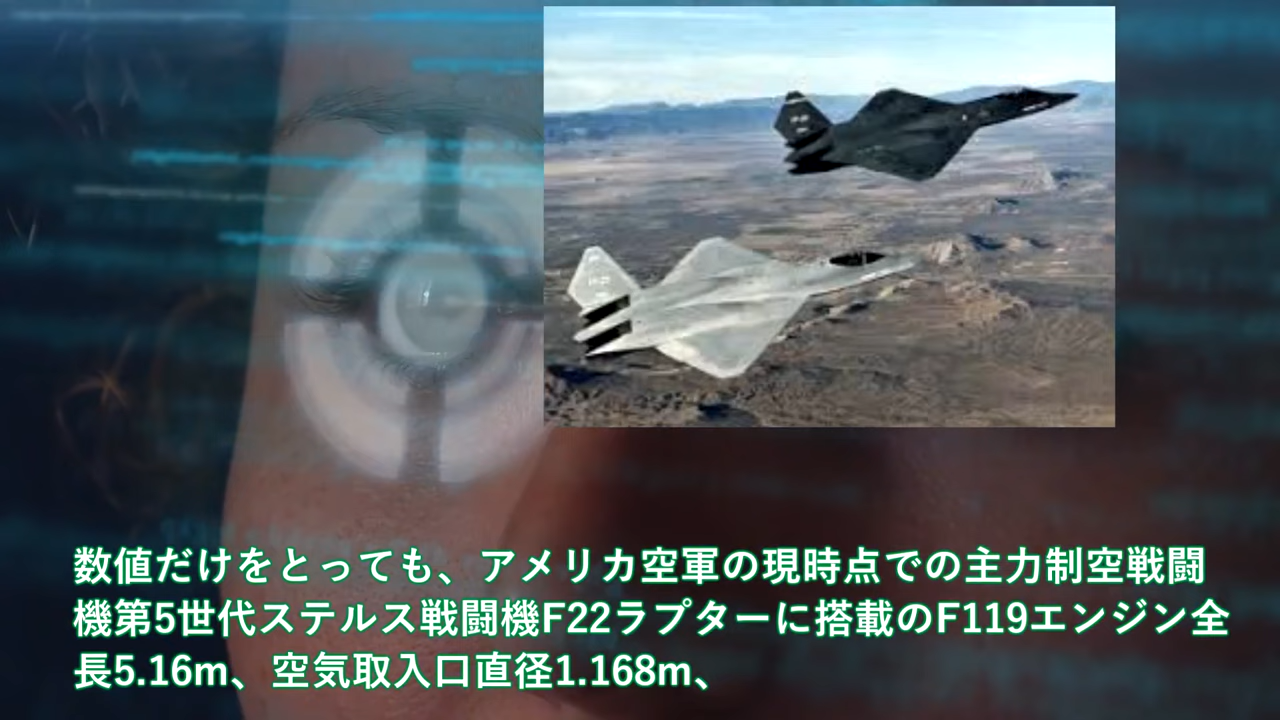 数値だけをとっても、アメリカ空軍の現時点での主力制空戦闘
機第5世代ステルス戦闘機F22ラプターに搭載のF119エンジン全
長5.16m、空気取入口直径1.168m、